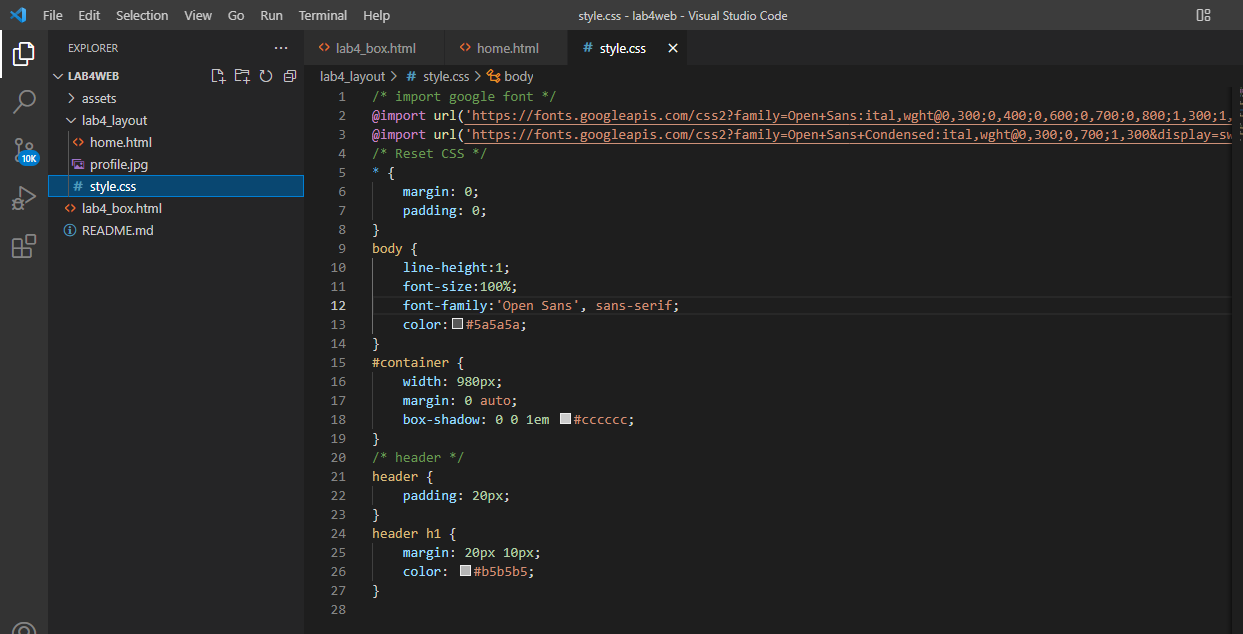 File Edit Selection View Go Run Terminal Help
style.css - lab4web - Visual Studio Code
EXPLORER
LAB4WEB
assets
lab4_layout
home.html
profile.jpg
style.css
lab4_box.html
README.md
10K
lab4_box.html home.html style.css
lab4_layout > style.css > body
1 /* import google font */
2 @import url('https://fonts.googleapis.com/css2?family=Open+Sans:ital,wght@0,300;0,400;0,600;0,700;0,800;1,300;1,
3 @import url('https://fonts.googleapis.com/css2?family=Open+Sans+Condensed:ital,wght@0,300;0,700;1,300&display=sw
4 /* Reset CSS */
5 * {
6 margin: 0;
7 padding: 0;
8 }
9 body {
10 line-height:1;
11 font-size:100%;
12 font-family:'Open Sans', sans-serif;
13 color:#5a5a5a;
14 }
15 #container {
16 width: 980px;
17 margin: 0 auto;
18 box-shadow: 0 0 1em #cccccc;
19 }
20 /* header */
21 header {
22 padding: 20px;
23 }
24 header h1 {
25 margin: 20px 10px;
26 color: #b5b5b5;
27 }
28